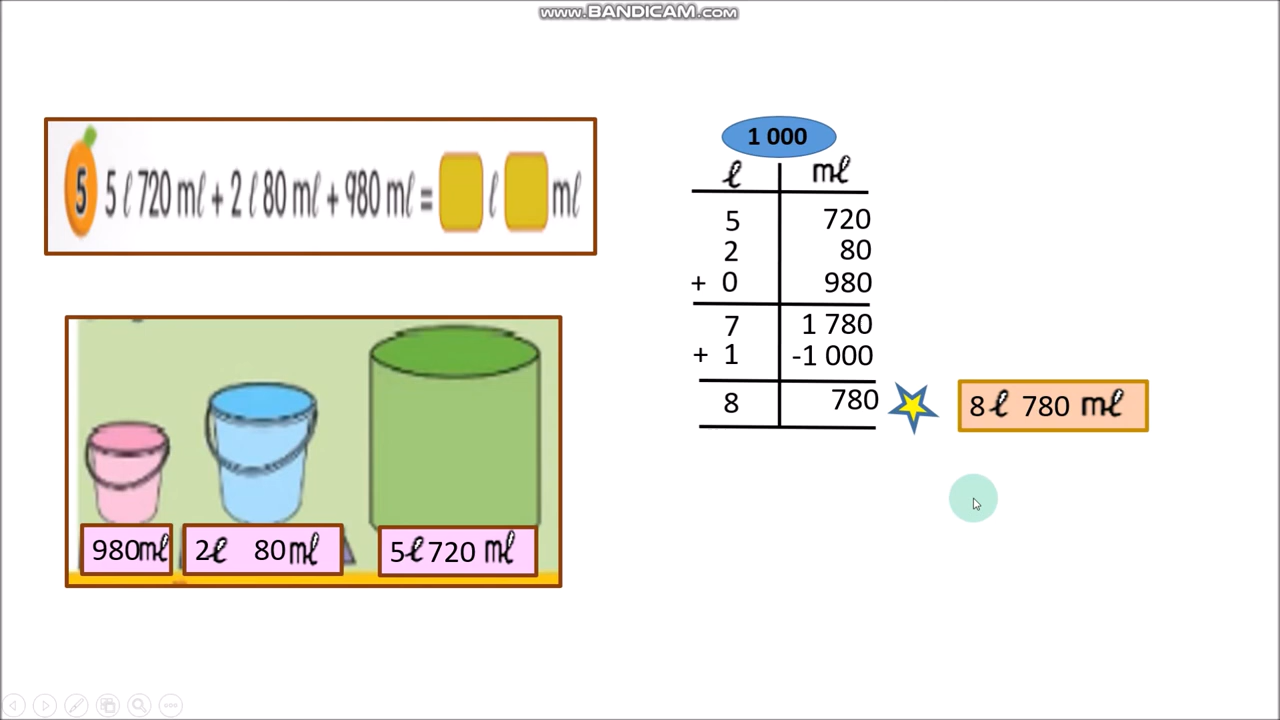 www.BANDICAM.com
5 5 l 720 ml + 2 l 80 ml + 980 ml = l ml
980ml 2l 80ml 5l 720 ml
1 000
l ml
5 720
2 80
+ 0 980
7 1 780
+ 1 -1 000
8 780
8l 780 ml